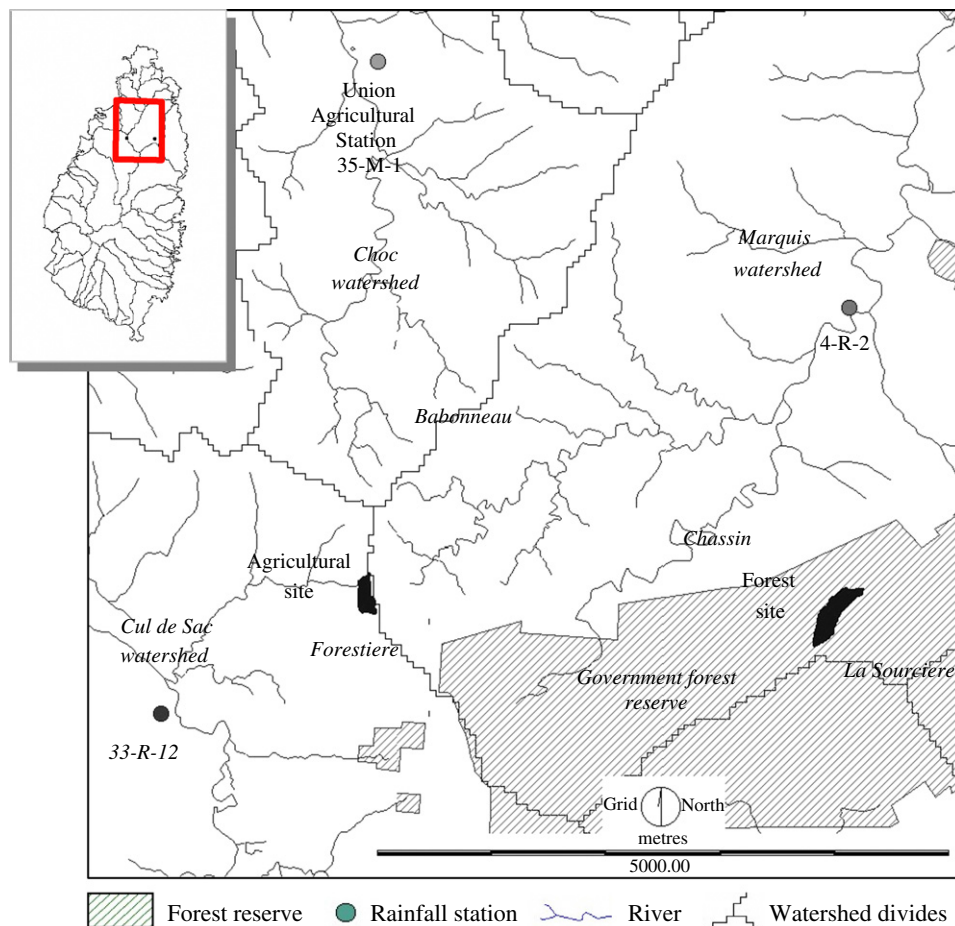 Union
Agricultural
Station
35-M-1
Choc
watershed
Marquis
watershed
4-R-2
Babonneau
Chassin
Agricultural
site
Forest
site
Cul de Sac
watershed
Forestiere
La Sourciere
Government forest
reserve
33-R-12
Grid North
metres
5000.00
Forest reserve Rainfall station River Watershed divides